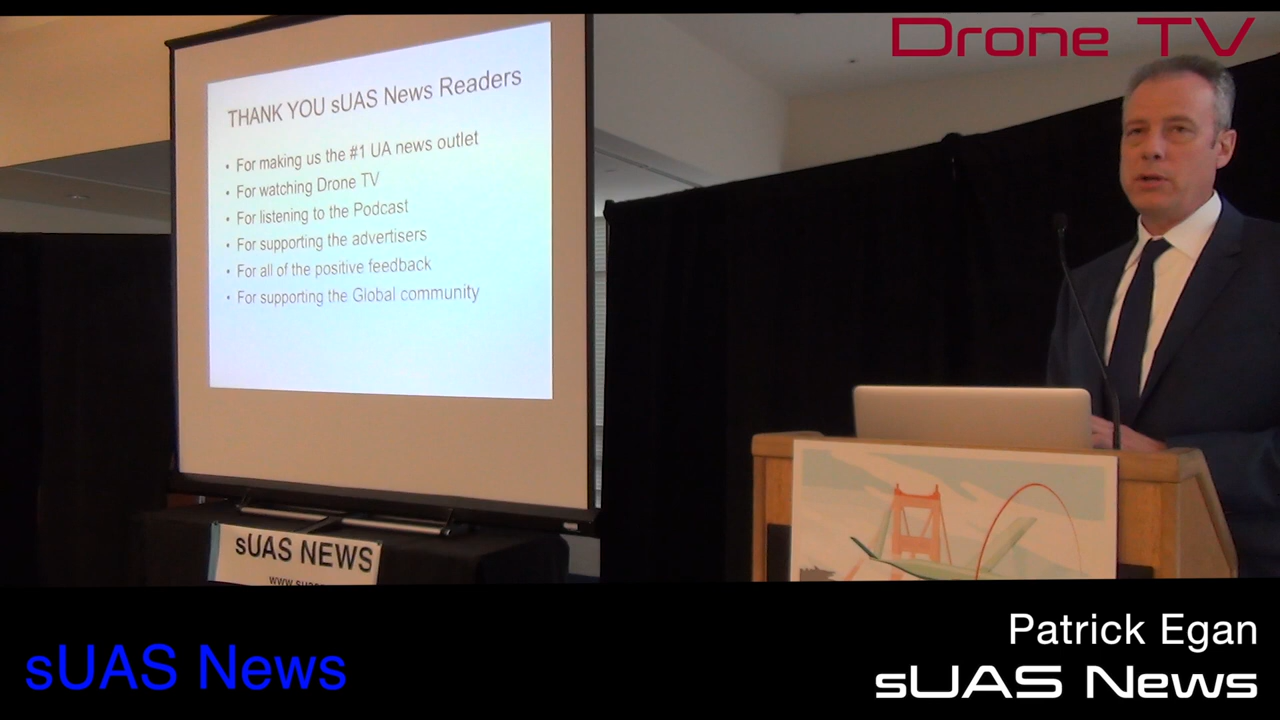 Drone TV
THANK YOU sUAS News Readers
• For making us the #1 UA news outlet
• For watching Drone TV
• For listening to the Podcast
• For supporting the advertisers
• For all of the positive feedback
• For supporting the Global community
sUAS NEWS
Patrick Egan
sUAS News
sUAS News